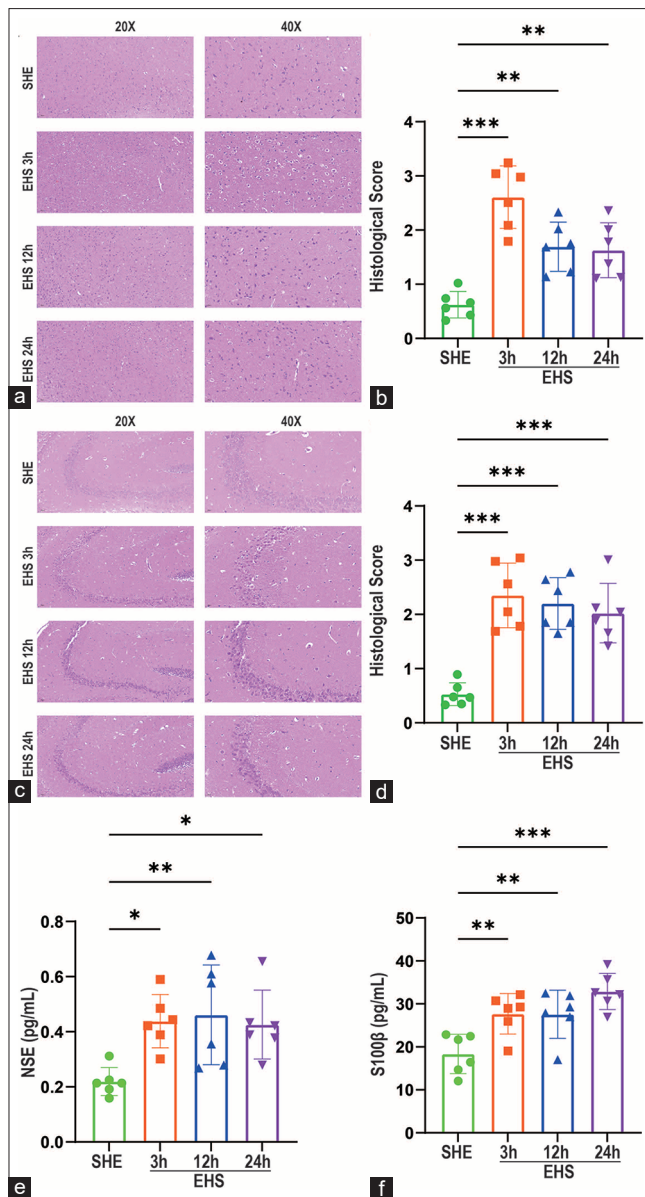 20X 40X
SHE
EHS 3h
EHS 12h
EHS 24h
a
** 
**
***
Histological Score
4
3
2
1
0
SHE 3h 12h 24h
EHS
b
20X 40X
SHE
EHS 3h
EHS 12h
EHS 24h
c
***
***
***
Histological Score
4
3
2
1
0
SHE 3h 12h 24h
EHS
d
*
**
*
NSE (pg/mL)
0.8
0.6
0.4
0.2
0.0
SHE 3h 12h 24h
EHS
e
***
**
**
S100β (pg/mL)
50
40
30
20
10
0
SHE 3h 12h 24h
EHS
f